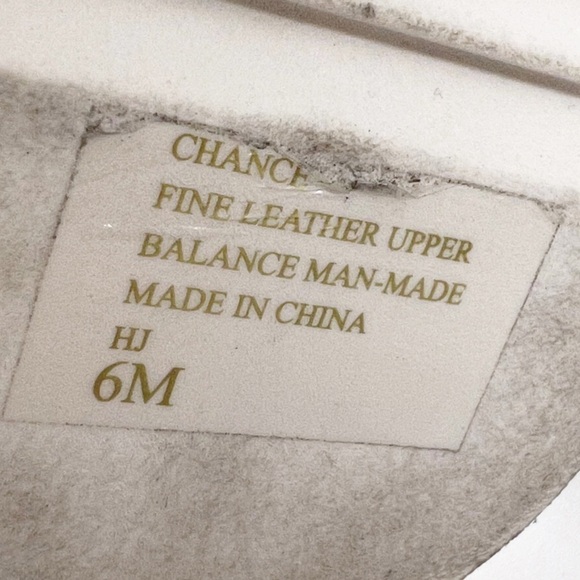 CHANCE
FINE LEATHER UPPER
BALANCE MAN-MADE
MADE IN CHINA
HJ
6M